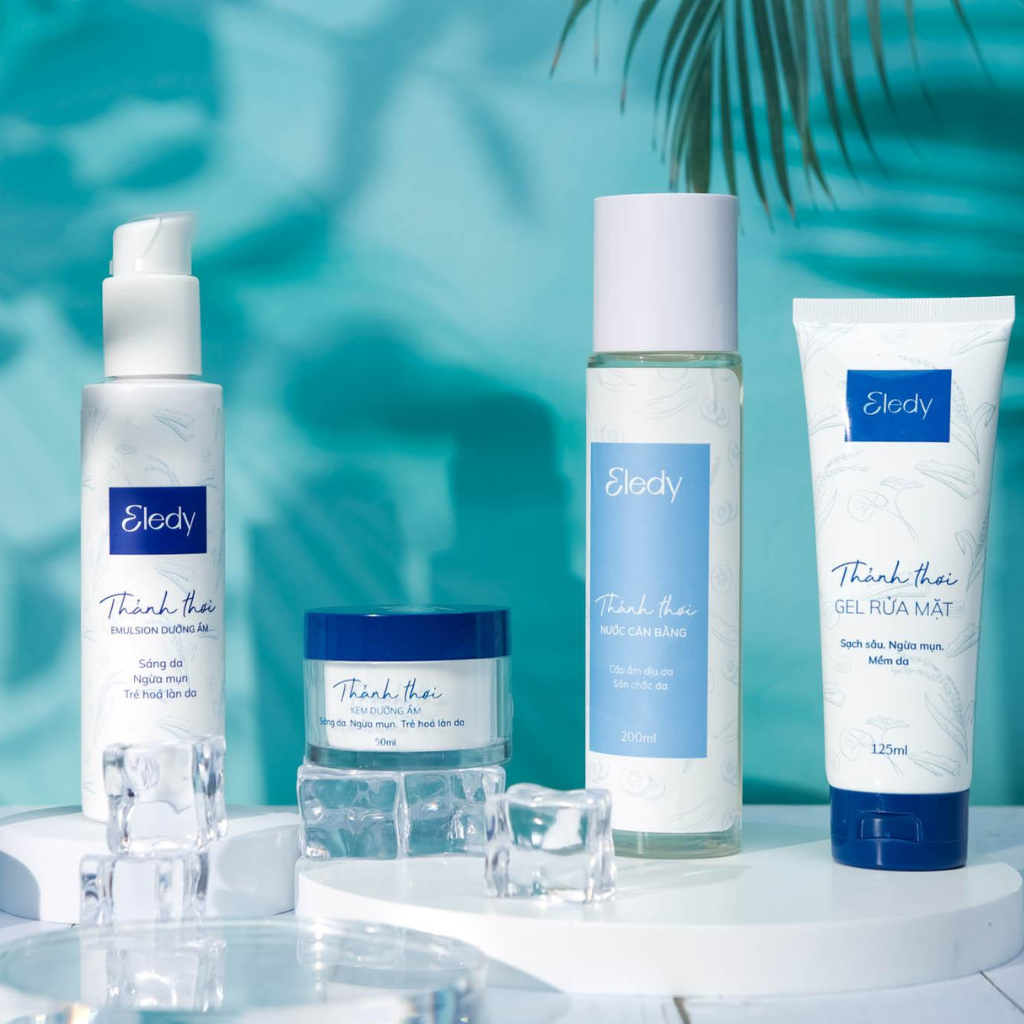 Eledy
Thảnh thơi
EMULSION DƯỠNG ẨM
Sáng da
Ngừa mụn
Trẻ hoá làn da
Thảnh thơi
KEM DƯỠNG ẨM
Sáng da. Ngừa mụn. Trẻ hoá làn da
50ml
Eledy
Thảnh thơi
NƯỚC CÂN BẰNG
Cấp ẩm dịu da
Săn chắc da
200ml
Eledy
Thảnh thơi
GEL RỬA MẶT
Sạch sâu. Ngừa mụn.
Mềm da
125ml